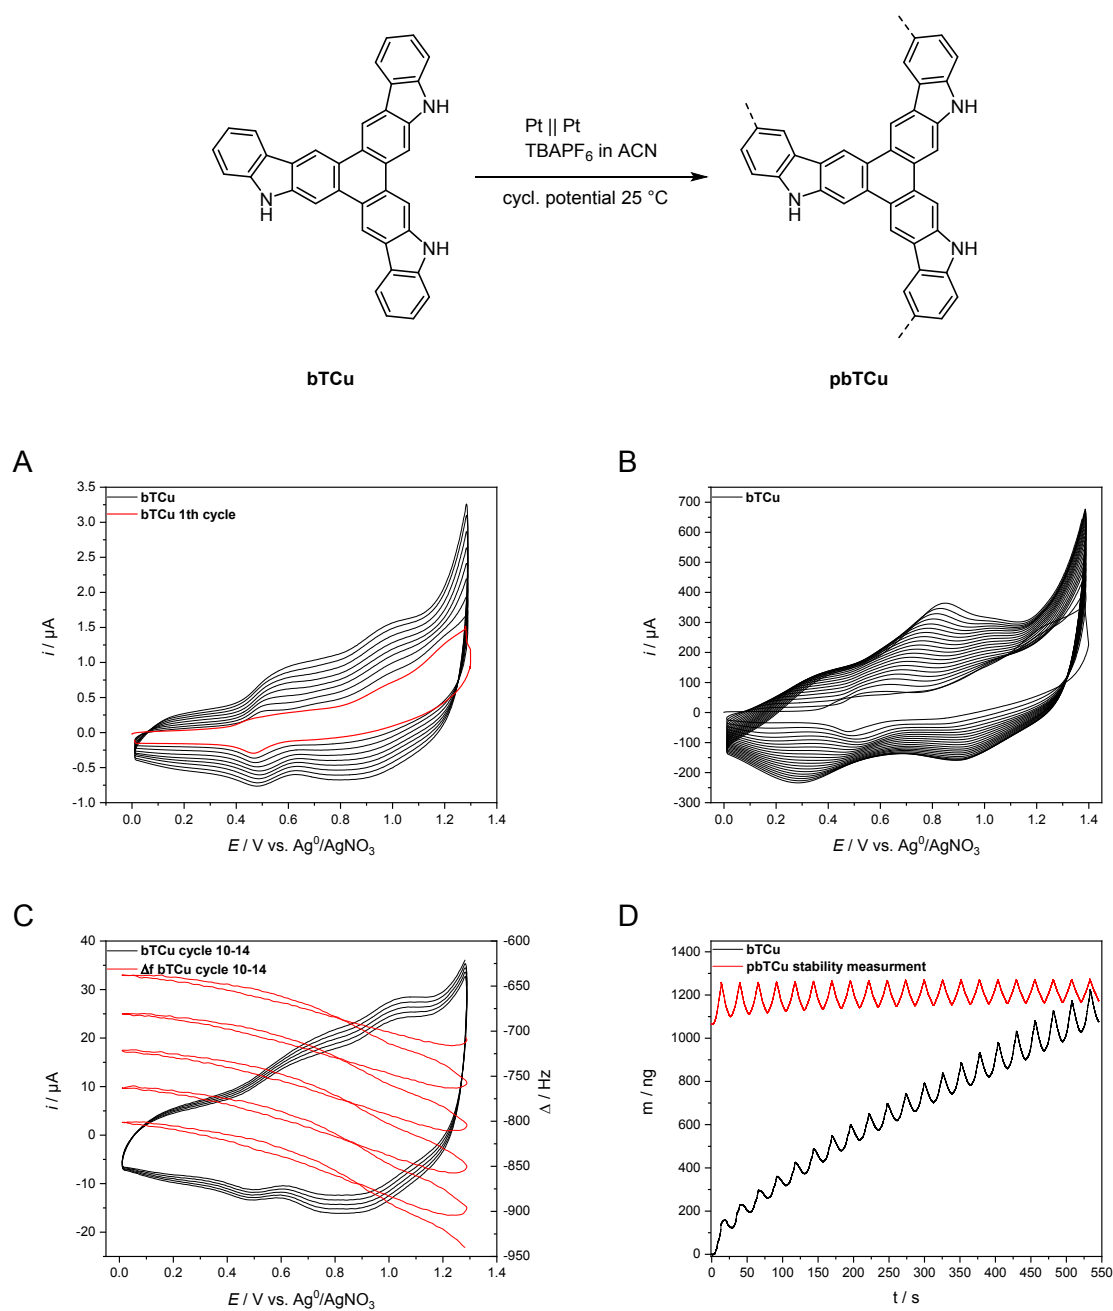 NH
NH
NH
Pt || Pt
TBAPF6 in ACN
cycl. potential 25 °C
NH
NH
NH
bTCu
pbTCu
A
3.5
3.0
2.5
2.0
1.5
1.0
0.5
0.0
-0.5
-1.0
i / µA
bTCu
bTCu 1th cycle
0.0 0.2 0.4 0.6 0.8 1.0 1.2 1.4
E / V vs. Ag0/AgNO3
B
700
600
500
400
300
200
100
0
-100
-200
-300
i / µA
bTCu
0.0 0.2 0.4 0.6 0.8 1.0 1.2 1.4
E / V vs. Ag0/AgNO3
C
40
30
20
10
0
-10
-20
i / µA
bTCu cycle 10-14
Δf bTCu cycle 10-14
-600
-650
-700
-750
-800
-850
-900
-950
Δ / Hz
0.0 0.2 0.4 0.6 0.8 1.0 1.2 1.4
E / V vs. Ag0/AgNO3
D
1400
1200
1000
800
600
400
200
0
m / ng
bTCu
pbTCu stability measurment
0 50 100 150 200 250 300 350 400 450 500 550
t / s